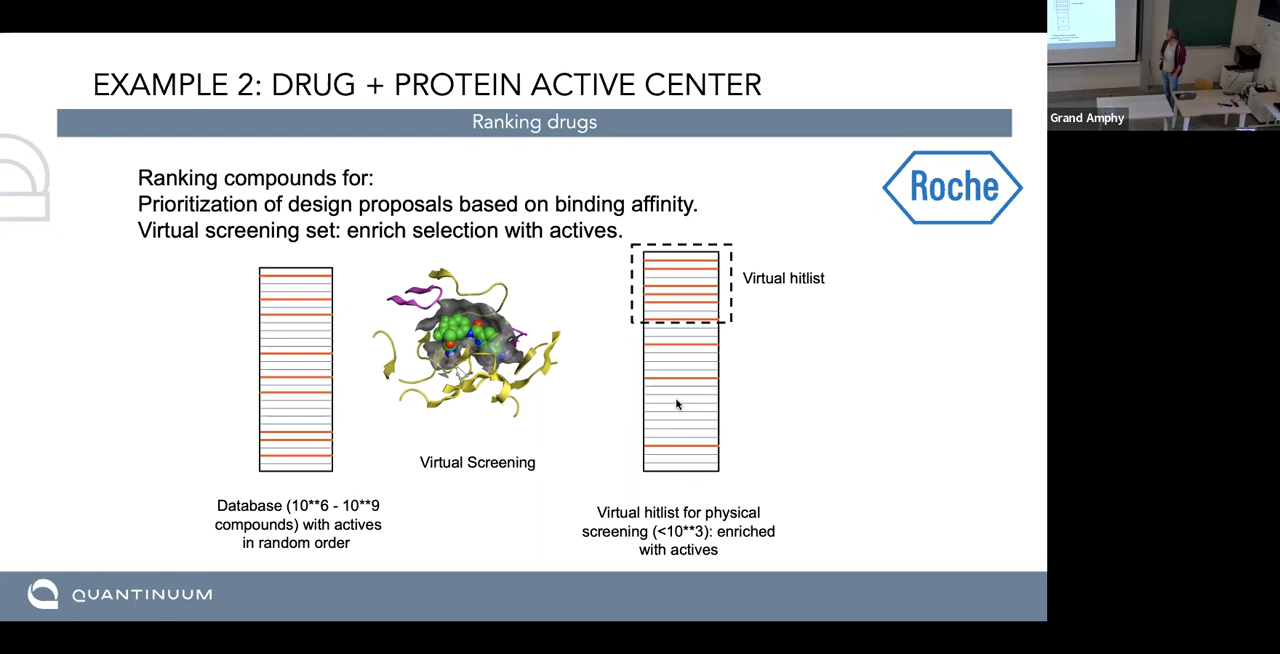 EXAMPLE 2: DRUG + PROTEIN ACTIVE CENTER
Ranking drugs
Ranking compounds for:
Prioritization of design proposals based on binding affinity.
Virtual screening set: enrich selection with actives.
Roche
Virtual hitlist
Virtual Screening
Database (10**6 - 10**9
compounds) with actives
in random order
Virtual hitlist for physical
screening (<10**3): enriched
with actives
QUANTINUUM
Grand Amphy